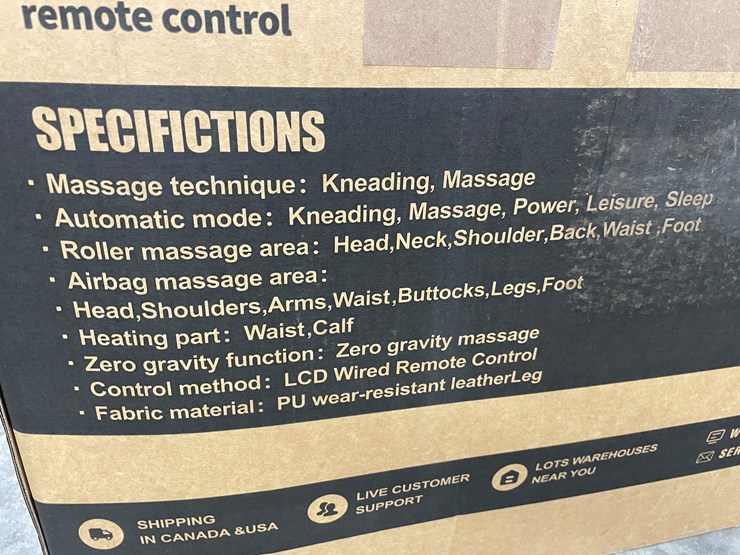 remote control
SPECIFICTIONS
· Massage technique: Kneading, Massage
· Automatic mode: Kneading, Massage, Power, Leisure, Sleep
· Roller massage area: Head,Neck,Shoulder,Back,Waist ,Foot
· Airbag massage area:
· Head,Shoulders,Arms,Waist,Buttocks,Legs,Foot
· Heating part: Waist,Calf
· Zero gravity function: Zero gravity massage
· Control method: LCD Wired Remote Control
· Fabric material: PU wear-resistant leatherLeg
SHIPPING
IN CANADA &USA
LIVE CUSTOMER
SUPPORT
LOTS WAREHOUSES
NEAR YOU